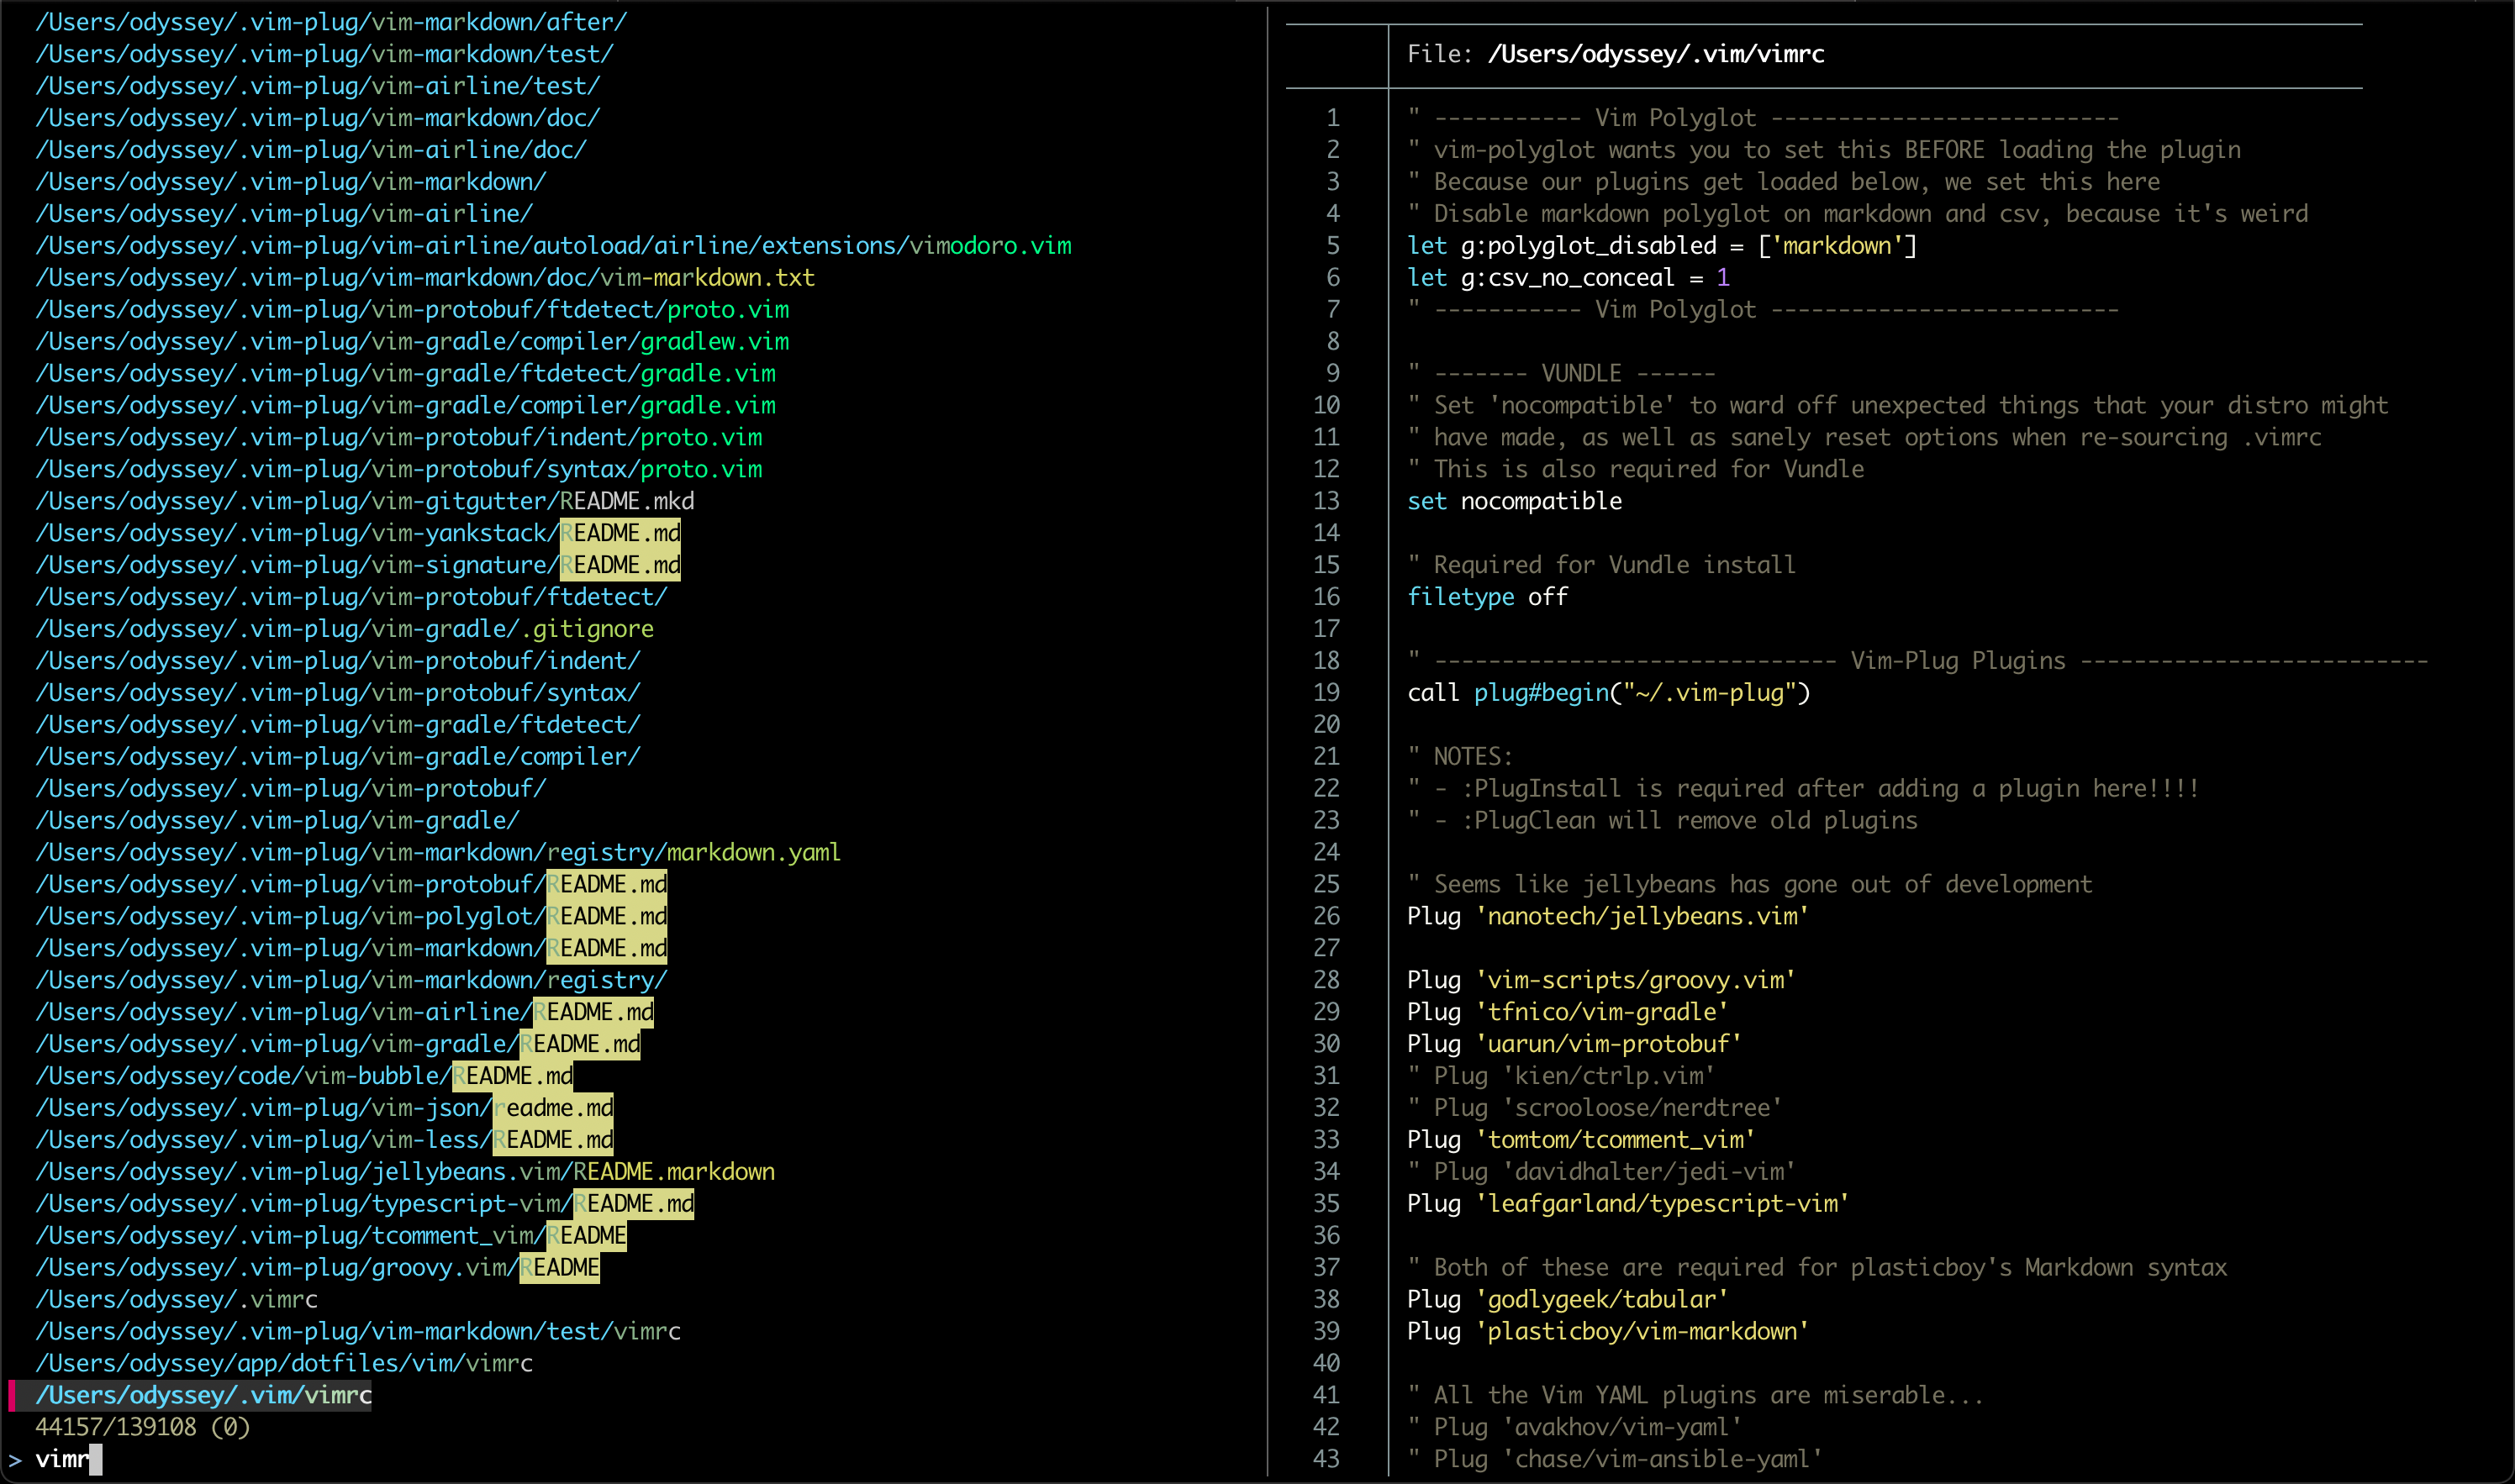 /Users/odyssey/.vim-plug/vim-markdown/after/
/Users/odyssey/.vim-plug/vim-markdown/test/
/Users/odyssey/.vim-plug/vim-airline/test/
/Users/odyssey/.vim-plug/vim-markdown/doc/
/Users/odyssey/.vim-plug/vim-airline/doc/
/Users/odyssey/.vim-plug/vim-markdown/
/Users/odyssey/.vim-plug/vim-airline/
/Users/odyssey/.vim-plug/vim-airline/autoload/airline/extensions/vimodoro.vim
/Users/odyssey/.vim-plug/vim-markdown/doc/vim-markdown.txt
/Users/odyssey/.vim-plug/vim-protobuf/ftdetect/proto.vim
/Users/odyssey/.vim-plug/vim-gradle/compiler/gradlew.vim
/Users/odyssey/.vim-plug/vim-gradle/ftdetect/gradle.vim
/Users/odyssey/.vim-plug/vim-gradle/compiler/gradle.vim
/Users/odyssey/.vim-plug/vim-protobuf/indent/proto.vim
/Users/odyssey/.vim-plug/vim-protobuf/syntax/proto.vim
/Users/odyssey/.vim-plug/vim-gitgutter/README.mkd
/Users/odyssey/.vim-plug/vim-yankstack/README.md
/Users/odyssey/.vim-plug/vim-signature/README.md
/Users/odyssey/.vim-plug/vim-protobuf/ftdetect/
/Users/odyssey/.vim-plug/vim-gradle/.gitignore
/Users/odyssey/.vim-plug/vim-protobuf/indent/
/Users/odyssey/.vim-plug/vim-protobuf/syntax/
/Users/odyssey/.vim-plug/vim-gradle/ftdetect/
/Users/odyssey/.vim-plug/vim-gradle/compiler/
/Users/odyssey/.vim-plug/vim-protobuf/
/Users/odyssey/.vim-plug/vim-gradle/
/Users/odyssey/.vim-plug/vim-markdown/registry/markdown.yaml
/Users/odyssey/.vim-plug/vim-protobuf/README.md
/Users/odyssey/.vim-plug/vim-polyglot/README.md
/Users/odyssey/.vim-plug/vim-markdown/README.md
/Users/odyssey/.vim-plug/vim-markdown/registry/
/Users/odyssey/.vim-plug/vim-airline/README.md
/Users/odyssey/.vim-plug/vim-gradle/README.md
/Users/odyssey/code/vim-bubble/README.md
/Users/odyssey/.vim-plug/vim-json/readme.md
/Users/odyssey/.vim-plug/vim-less/README.md
/Users/odyssey/.vim-plug/jellybeans.vim/README.markdown
/Users/odyssey/.vim-plug/typescript-vim/README.md
/Users/odyssey/.vim-plug/tcomment_vim/README
/Users/odyssey/.vim-plug/groovy.vim/README
/Users/odyssey/.vimrc
/Users/odyssey/.vim-plug/vim-markdown/test/vimrc
/Users/odyssey/app/dotfiles/vim/vimrc
/Users/odyssey/.vim/vimrc
44157/139108 (0)
> vimr
File: /Users/odyssey/.vim/vimrc
1 " ----------- Vim Polyglot --------------------------
2 " vim-polyglot wants you to set this BEFORE loading the plugin
3 " Because our plugins get loaded below, we set this here
4 " Disable markdown polyglot on markdown and csv, because it's weird
5 let g:polyglot_disabled = ['markdown']
6 let g:csv_no_conceal = 1
7 " ----------- Vim Polyglot --------------------------
8
9 " ------- VUNDLE ------
10 " Set 'nocompatible' to ward off unexpected things that your distro might
11 " have made, as well as sanely reset options when re-sourcing .vimrc
12 " This is also required for Vundle
13 set nocompatible
14
15 " Required for Vundle install
16 filetype off
17
18 " ------------------------------ Vim-Plug Plugins --------------------------
19 call plug#begin("~/.vim-plug")
20
21 " NOTES:
22 " - :PlugInstall is required after adding a plugin here!!!!
23 " - :PlugClean will remove old plugins
24
25 " Seems like jellybeans has gone out of development
26 Plug 'nanotech/jellybeans.vim'
27
28 Plug 'vim-scripts/groovy.vim'
29 Plug 'tfnico/vim-gradle'
30 Plug 'uarun/vim-protobuf'
31 " Plug 'kien/ctrlp.vim'
32 " Plug 'scrooloose/nerdtree'
33 Plug 'tomtom/tcomment_vim'
34 " Plug 'davidhalter/jedi-vim'
35 Plug 'leafgarland/typescript-vim'
36
37 " Both of these are required for plasticboy's Markdown syntax
38 Plug 'godlygeek/tabular'
39 Plug 'plasticboy/vim-markdown'
40
41 " All the Vim YAML plugins are miserable...
42 " Plug 'avakhov/vim-yaml'
43 " Plug 'chase/vim-ansible-yaml'